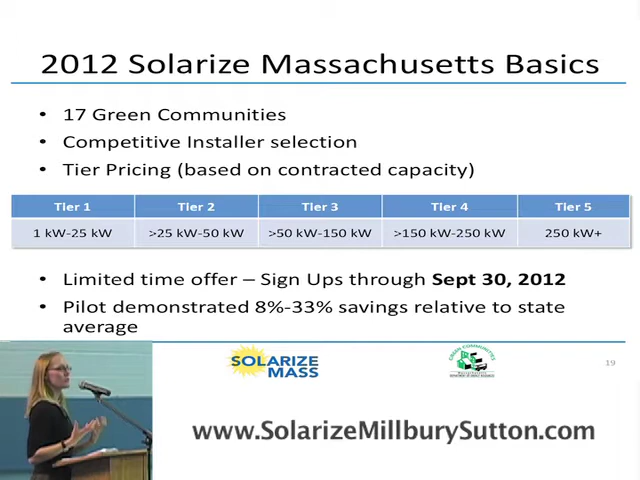 2012 Solarize Massachusetts Basics
• 17 Green Communities
• Competitive Installer selection
• Tier Pricing (based on contracted capacity)
Tier 1 Tier 2 Tier 3 Tier 4 Tier 5
1 kW-25 kW >25 kW-50 kW >50 kW-150 kW >150 kW-250 kW 250 kW+
• Limited time offer – Sign Ups through Sept 30, 2012
• Pilot demonstrated 8%-33% savings relative to state
average
SOLARIZE
MASS
GREEN COMMUNITIES
19
www.SolarizeMillburySutton.com